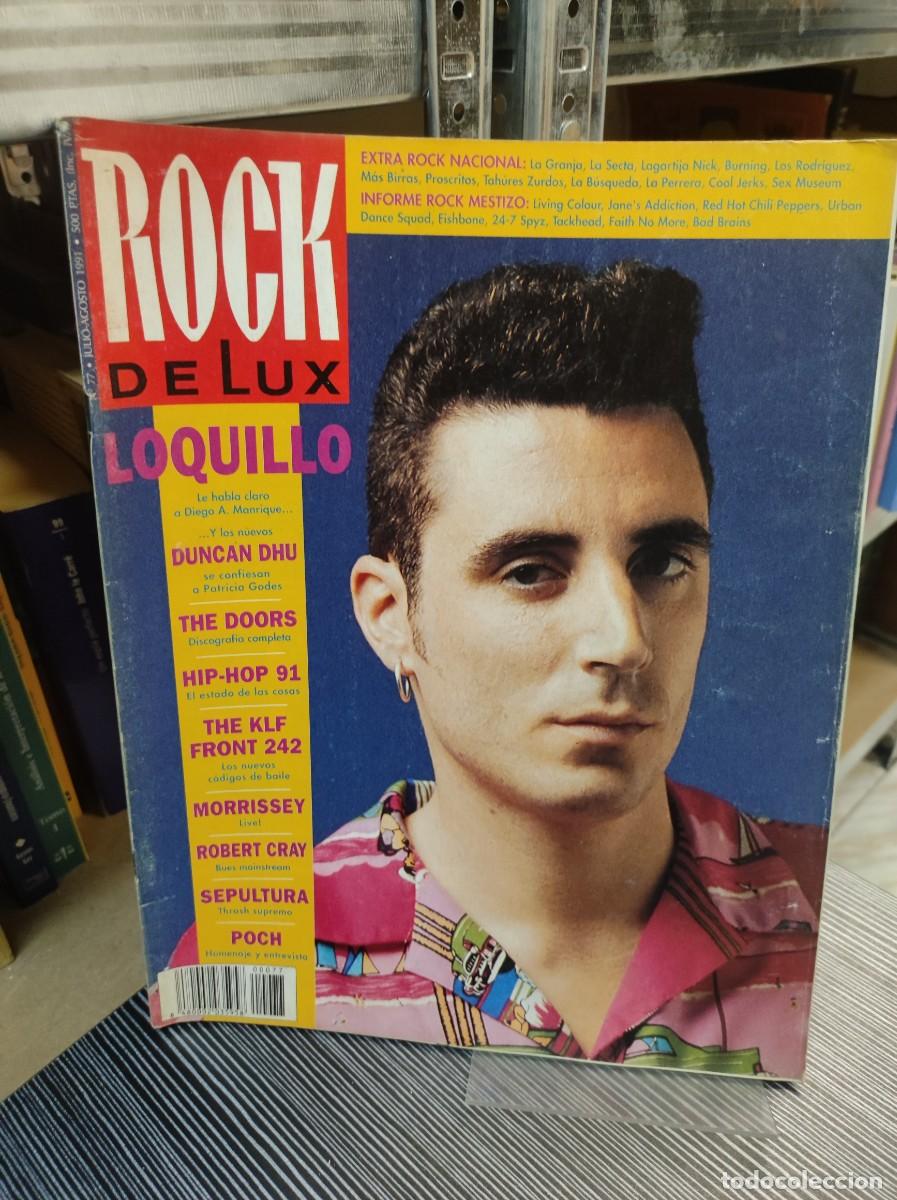 ROCK
DE LUX
77 • JULIO-AGOSTO 1991 • 500 PTAS. (Inc.
EXTRA ROCK NACIONAL: La Granja, La Secta, Lagartija Nick, Burning, Los Rodríguez,
Más Birras, Proscritos, Tahúres Zurdos, La Búsqueda, La Perrera, Cool Jerks, Sex Museum
INFORME ROCK MESTIZO: Living Colour, Jane's Addiction, Red Hot Chili Peppers, Urban
Dance Squad, Fishbone, 24-7 Spyz, Tackhead, Faith No More, Bad Brains
LOQUILLO
Le habla claro
a Diego A. Manrique...
...Y los nuevos
DUNCAN DHU
se confiesan
a Patricia Godes
THE DOORS
Discografía completa
HIP-HOP 91
El estado de las cosas
THE KLF
FRONT 242
Los nuevos
códigos de baile
MORRISSEY
Live!
ROBERT CRAY
Bues mainstream
SEPULTURA
Thrash supremo
POCH
Homenaje y entrevista
00077
Tomo 1
todocoleccion